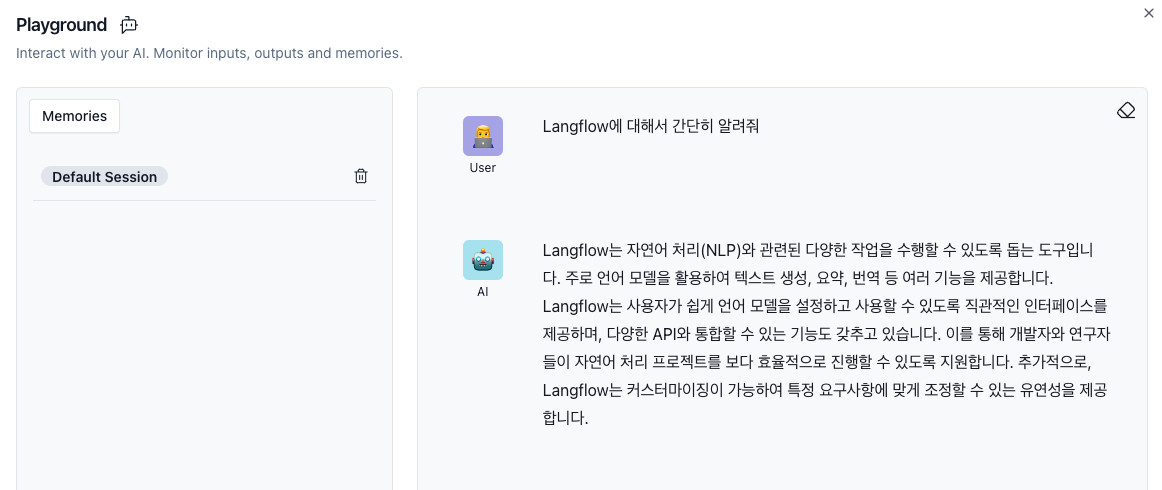 Playground
Interact with your AI. Monitor inputs, outputs and memories.
Memories
Default Session
Langflow에 대해서 간단히 알려줘
User
Langflow는 자연어 처리(NLP)와 관련된 다양한 작업을 수행할 수 있도록 돕는 도구입니
다. 주로 언어 모델을 활용하여 텍스트 생성, 요약, 번역 등 여러 기능을 제공합니다.
Langflow는 사용자가 쉽게 언어 모델을 설정하고 사용할 수 있도록 직관적인 인터페이스를
제공하며, 다양한 API와 통합할 수 있는 기능도 갖추고 있습니다. 이를 통해 개발자와 연구자
들이 자연어 처리 프로젝트를 보다 효율적으로 진행할 수 있도록 지원합니다. 추가적으로,
Langflow는 커스터마이징이 가능하여 특정 요구사항에 맞게 조정할 수 있는 유연성을 제공
합니다.
AI